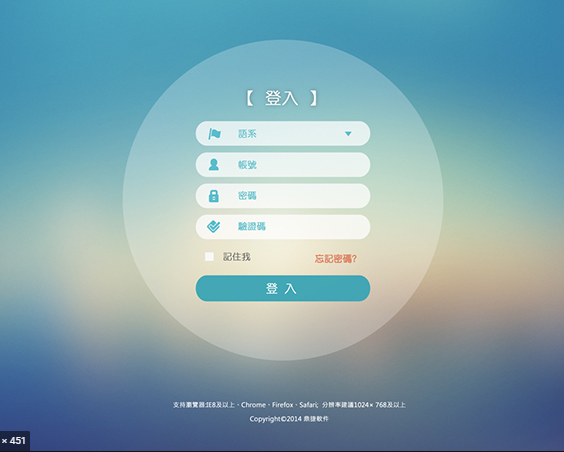 【 登入 】
語系
帳號
密碼
驗證碼
記住我 忘記密碼?
登 入
支持瀏覽器IE8及以上、Chrome、Firefox、Safari; 分辨率建議1024× 768及以上
Copyright©2014 鼎捷軟件
× 451